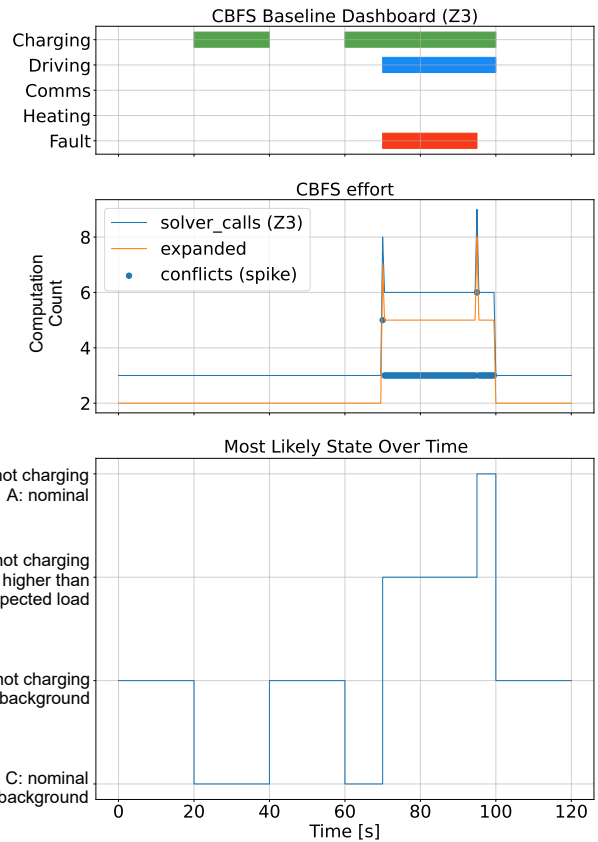 CBFS Baseline Dashboard (Z3)
Charging
Driving
Comms
Heating
Fault
CBFS effort
solver_calls (Z3)
expanded
conflicts (spike)
Computation
Count
8
6
4
2
Most Likely State Over Time
not charging
A: nominal
not charging
higher than
load
not charging
background
C: nominal
background
0 20 40 60 80 100 120
Time [s]